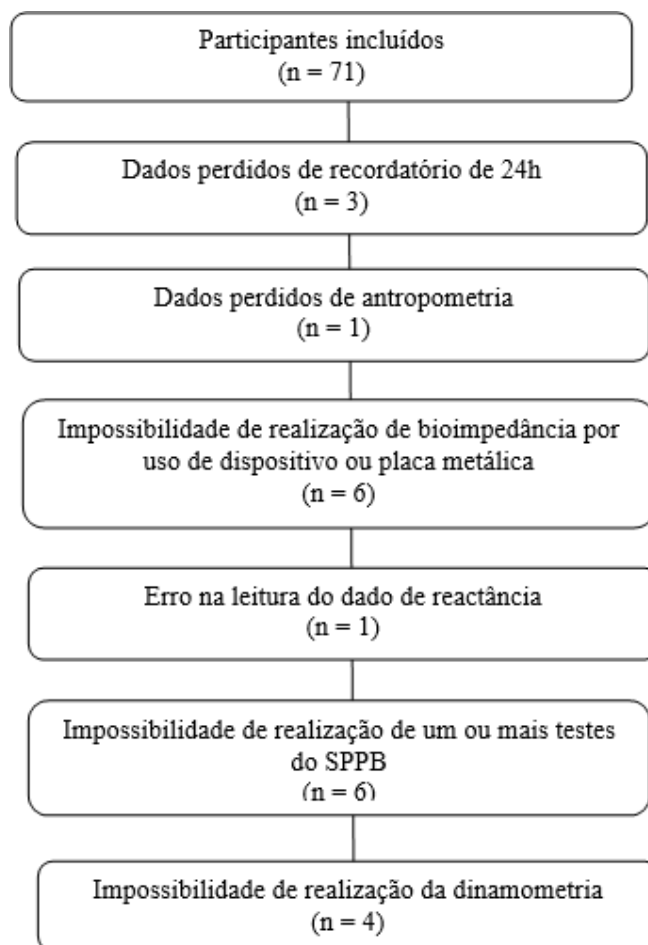 Participantes incluídos
(n = 71)
Dados perdidos de recordatório de 24h
(n = 3)
Dados perdidos de antropometria
(n = 1)
Impossibilidade de realização de bioimpedância por
uso de dispositivo ou placa metálica
(n = 6)
Erro na leitura do dado de reactância
(n = 1)
Impossibilidade de realização de um ou mais testes
do SPPB
(n = 6)
Impossibilidade de realização da dinamometria
(n = 4)